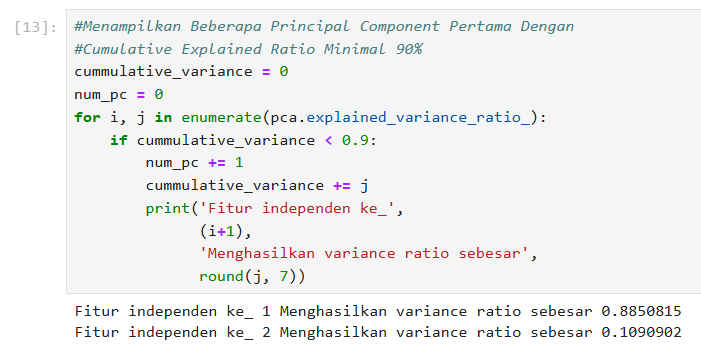 [13]: #Menampilkan Beberapa Principal Component Pertama Dengan
#Cumulative Explained Ratio Minimal 90%
cummulative_variance = 0
num_pc = 0
for i, j in enumerate(pca.explained_variance_ratio_):
    if cummulative_variance < 0.9:
        num_pc += 1
        cummulative_variance += j
        print('Fitur independen ke_',
              (i+1),
              'Menghasilkan variance ratio sebesar',
              round(j, 7))
Fitur independen ke_ 1 Menghasilkan variance ratio sebesar 0.8850815
Fitur independen ke_ 2 Menghasilkan variance ratio sebesar 0.1090902